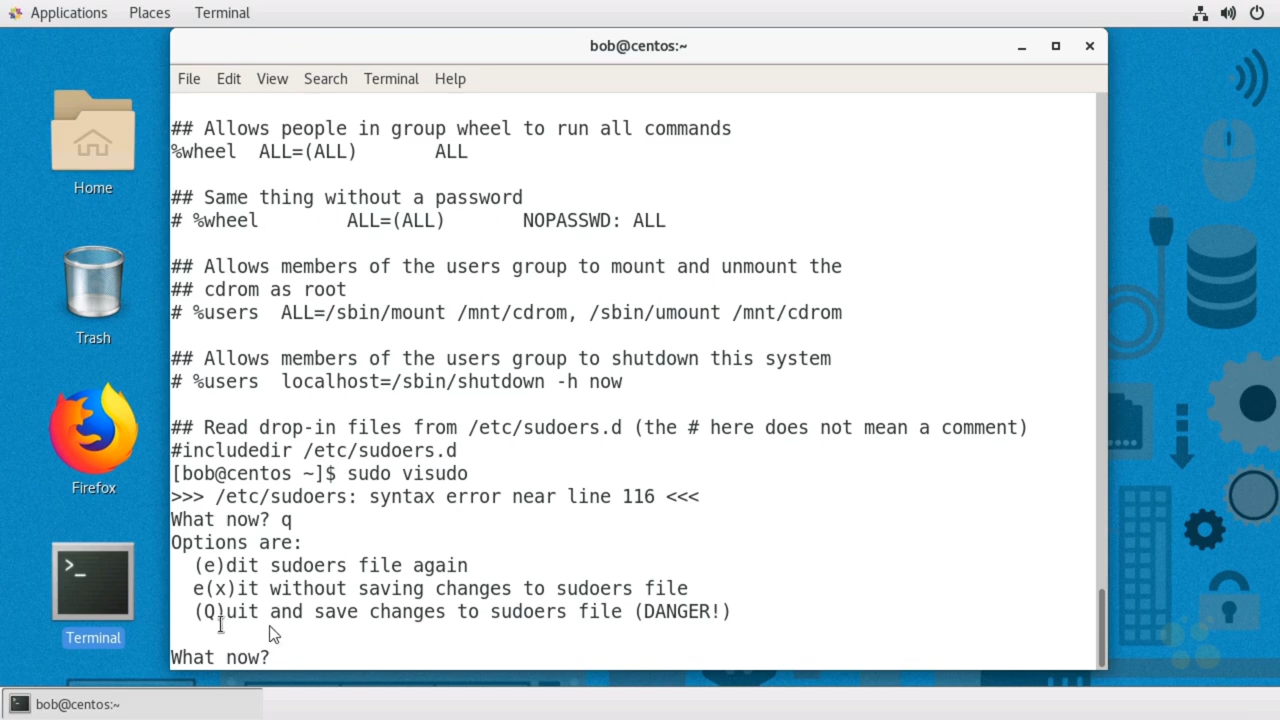 Applications Places Terminal
bob@centos:~
File Edit View Search Terminal Help
## Allows people in group wheel to run all commands
%wheel  ALL=(ALL)       ALL
## Same thing without a password
# %wheel        ALL=(ALL)       NOPASSWD: ALL
## Allows members of the users group to mount and unmount the
## cdrom as root
# %users  ALL=/sbin/mount /mnt/cdrom, /sbin/umount /mnt/cdrom
## Allows members of the users group to shutdown this system
# %users  localhost=/sbin/shutdown -h now
## Read drop-in files from /etc/sudoers.d (the # here does not mean a comment)
#includedir /etc/sudoers.d
[bob@centos ~]$ sudo visudo
>>> /etc/sudoers: syntax error near line 116 <<<
What now? q
Options are:
  (e)dit sudoers file again
  e(x)it without saving changes to sudoers file
  (Q)uit and save changes to sudoers file (DANGER!)
What now?
Home
Trash
Firefox
Terminal
bob@centos:~